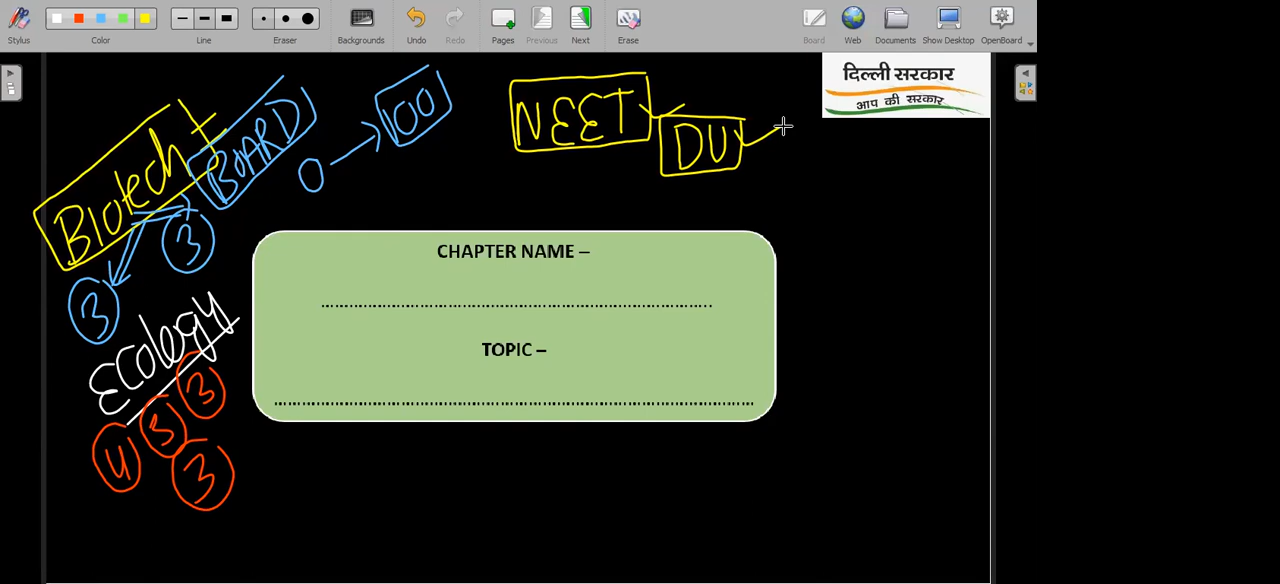 Stylus
Color
Line
Eraser
Backgrounds
Undo
Redo
Pages
Previous
Next
Erase
Board
Web
Documents
Show Desktop
OpenBoard
दिल्ली सरकार
आप की सरकार
NEET
DU
Biotech +
BOARD
0 → 100
3
3
Ecology
3
3
4
3
CHAPTER NAME –
TOPIC –